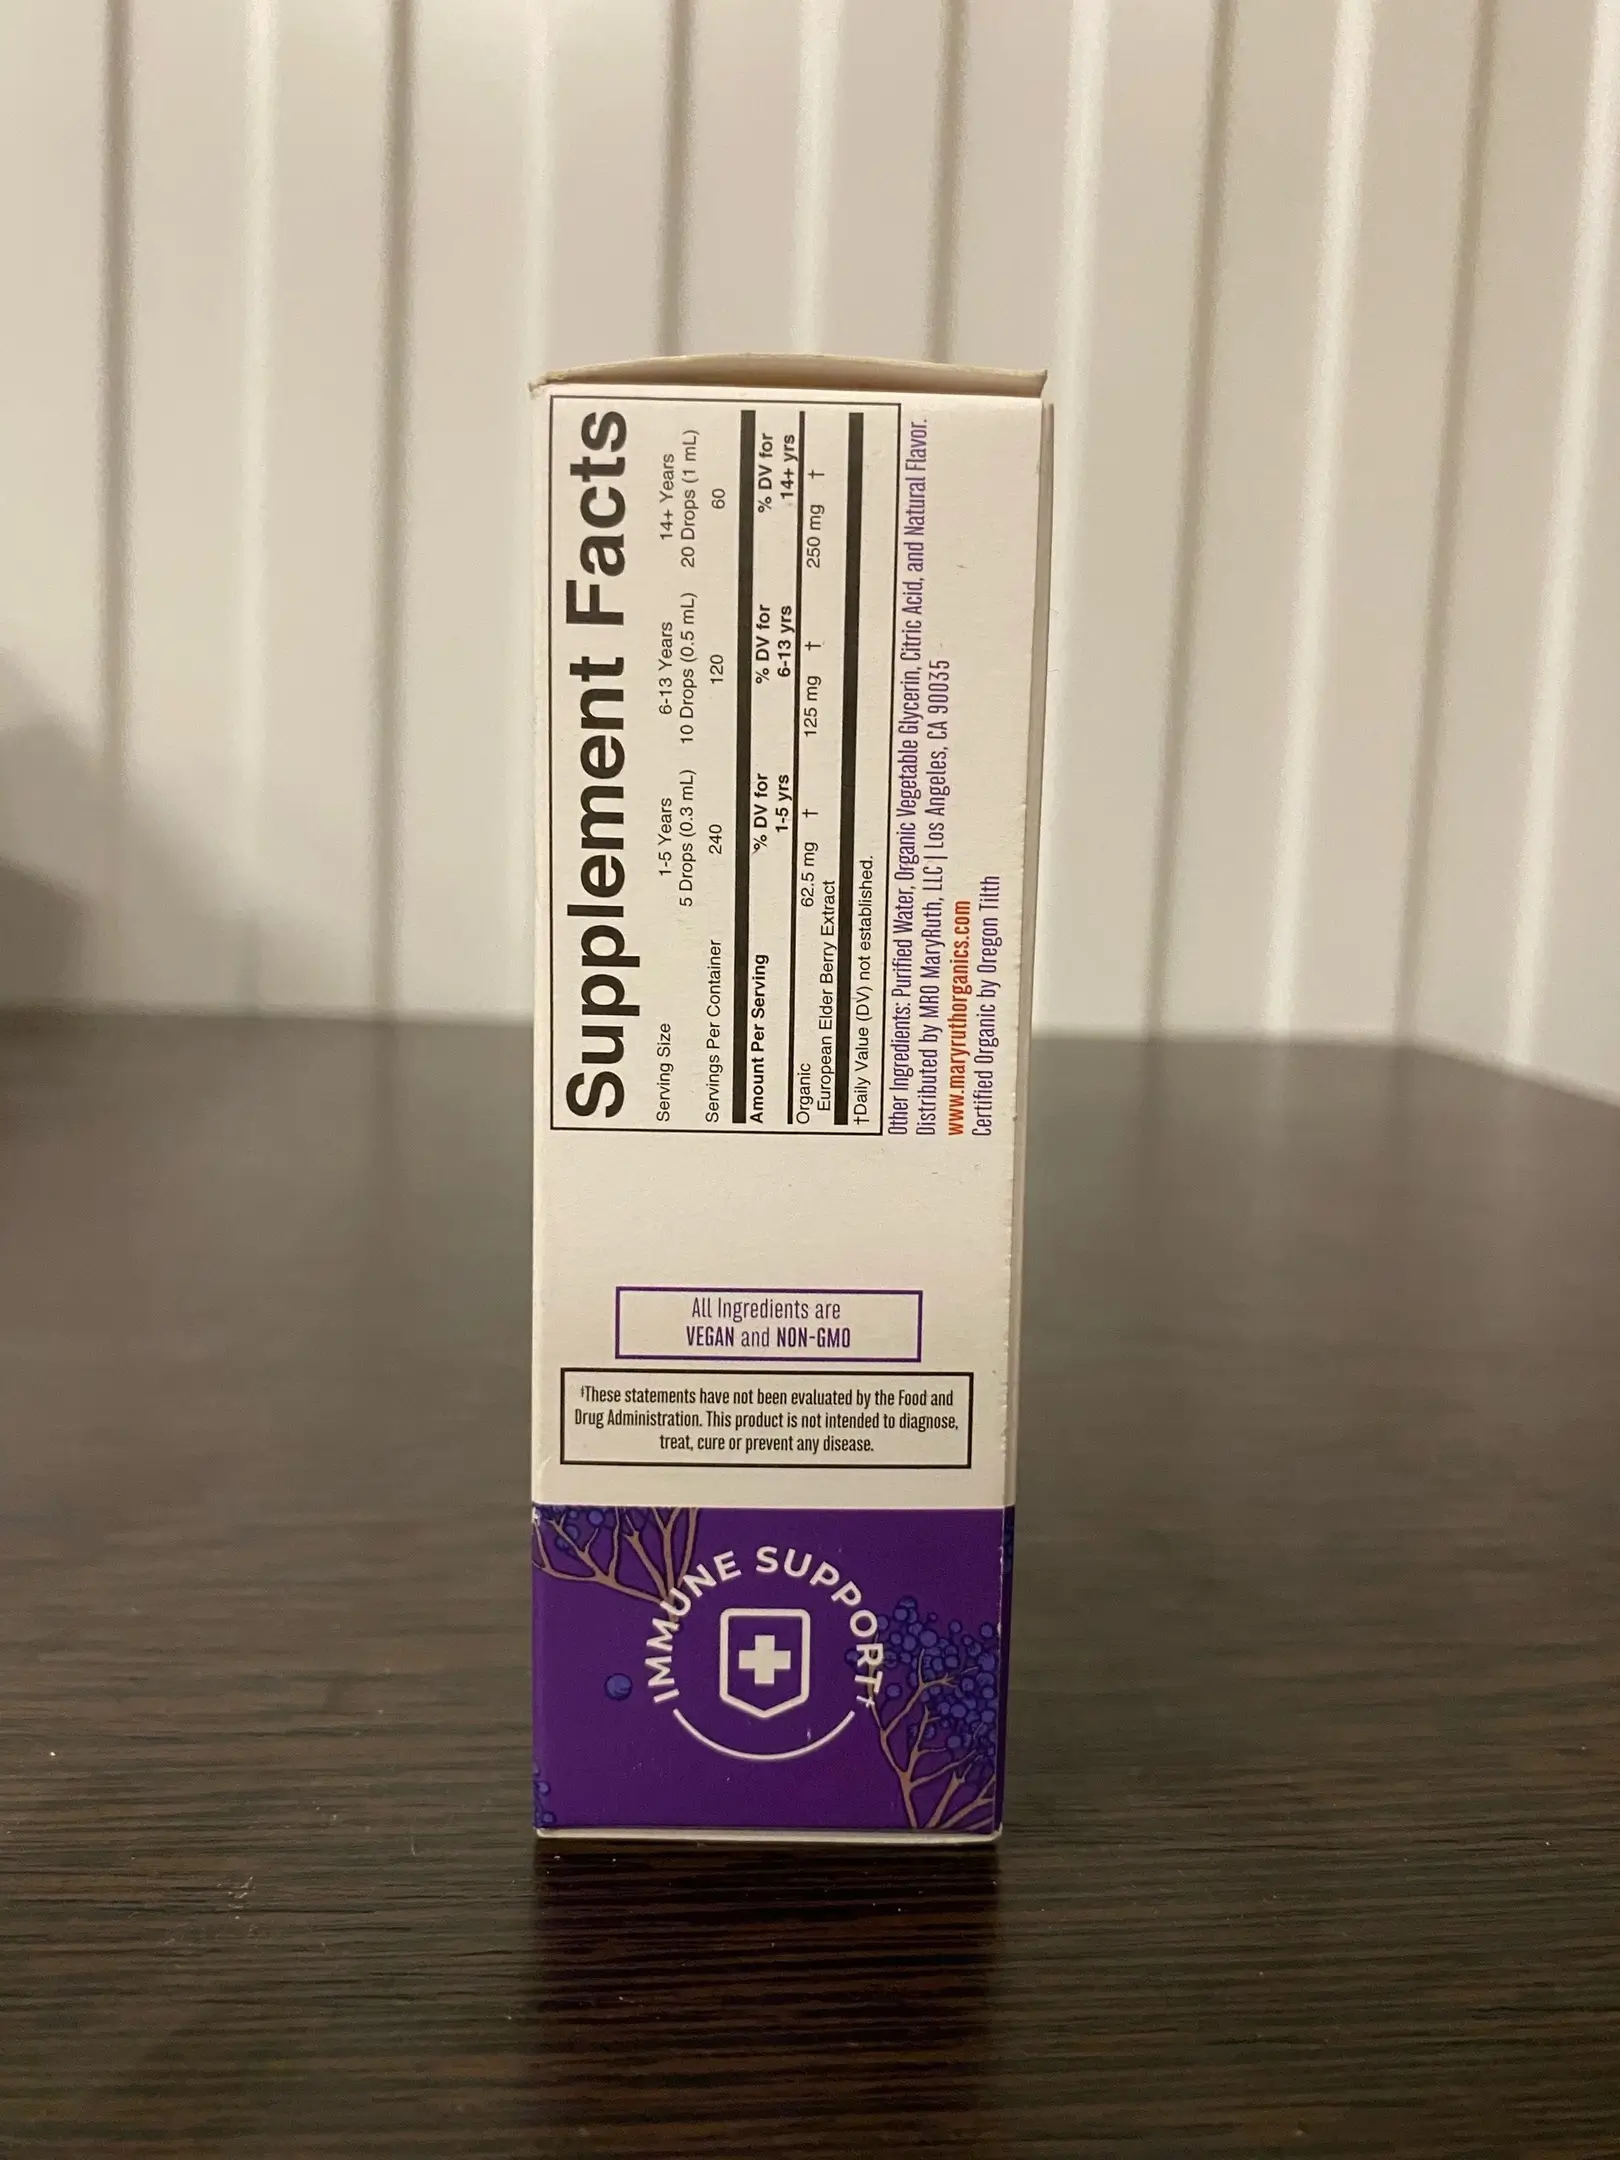 Supplement Facts
1-5 Years 6-13 Years 14+ Years
Serving Size 5 Drops (0.3 mL) 10 Drops (0.5 mL) 20 Drops (1 mL)
Servings Per Container 240 120 60
% DV for % DV for % DV for
Amount Per Serving 1-5 yrs 6-13 yrs 14+ yrs
Organic 62.5 mg † 125 mg † 250 mg †
European Elder Berry Extract
†Daily Value (DV) not established.
Other Ingredients: Purified Water, Organic Vegetable Glycerin, Citric Acid, and Natural Flavor.
Distributed by MRO MaryRuth, LLC | Los Angeles, CA 90035
www.maryruthorganics.com
Certified Organic by Oregon Tilth
All Ingredients are
VEGAN and NON-GMO
‡These statements have not been evaluated by the Food and
Drug Administration. This product is not intended to diagnose,
treat, cure or prevent any disease.
IMMUNE SUPPORT‡